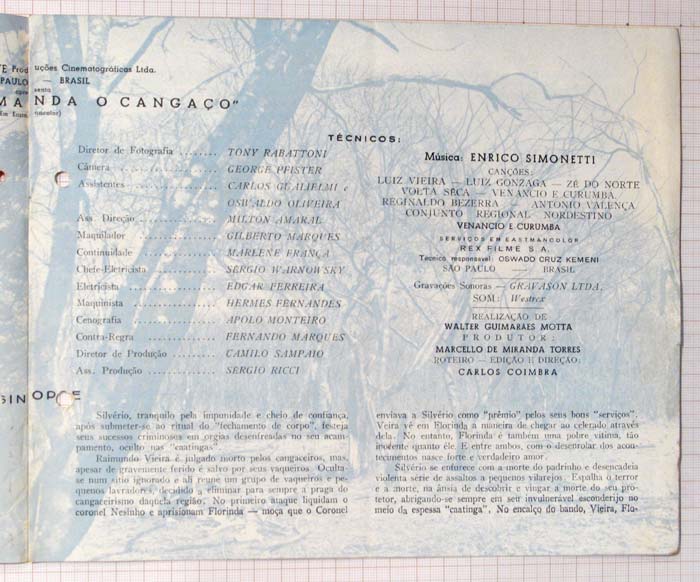 E Produções Cinematográficas Ltda.
PAULO — BRASIL
apresenta
MANDA O CANGAÇO"
TÉCNICOS:
Diretor de Fotografia ........ TONY RABATTONI
Câmera ................ GEORGE PFISTER
Assistentes ............ CARLOS GUALIELMI e
OSWALDO OLIVEIRA
Ass. Direção ............ MILTON AMARAL
Maquilador ............ GILBERTO MARQUES
Continuidade ............ MARLENE FRANÇA
Chefe-Eletricista ............ SERGIO WARNOWSKY
Eletricista ............ EDGAR FERREIRA
Maquinista ............ HERMES FERNANDES
Cenografia ............ APOLO MONTEIRO
Contra-Regra ............ FERNANDO MARQUES
Diretor de Produção ........ CAMILO SAMPAIO
Ass. Produção ............ SERGIO RICCI
Música: ENRICO SIMONETTI
CANÇÕES:
LUIZ VIEIRA — LUIZ GONZAGA — ZÉ DO NORTE
VOLTA SÊCA — VENANCIO E CURUMBA
REGINALDO BEZERRA — ANTONIO VALENÇA
CONJUNTO REGIONAL NORDESTINO
VENANCIO E CURUMBA
SERVIÇOS EM EASTMANCOLOR
REX FILME S. A.
Técnico responsavel OSWADO CRUZ KEMENI
SÃO PAULO — BRASIL
Gravações Sonoras — GRAVASON LTDA.
SOM: Westrex
REALIZAÇÃO DE
WALTER GUIMARAES MOTTA
PRODUTOR:
MARCELLO DE MIRANDA TORRES
ROTEIRO — EDIÇÃO E DIREÇÃO:
CARLOS COIMBRA
SINOPSE
Silvério, tranquilo pela impunidade e cheio de confiança,
após submeter-se ao ritual do "fechamento de corpo", festeja
seus sucessos criminosos em orgias desenfreadas no seu acam-
pamento, oculto nas "caatingas".
Raimundo Vieira é julgado morto pelos cangaceiros, mas,
apesar de gravemente ferido é salvo por seus vaqueiros. Oculta-
se num sítio ignorado e ali reune um grupo de vaqueiros e pe-
quenos lavradores, decidido a eliminar para sempre a praga do
cangaceirismo daquela região. No primeiro ataque liquidam o
coronel Nesinho e aprisionam Florinda — moça que o Coronel
enviava a Silvério como "prêmio" pelos seus bons "serviços".
Veira vê em Florinda a maneira de chegar ao celerado através
dela. No entanto, Florinda é também uma pobre vítima, tão
inocente quanto êle. E entre ambos, com o desenrolar dos acon-
tecimentos nasce forte e verdadeiro amor.
Silvério se enfurece com a morte do padrinho e desencadeia
violenta série de assaltos a pequenos vilarejos. Espalha o terror
e a morte, na ânsia de descobrir e vingar a morte do seu pro-
tetor, abrigando-se sempre em seu invulnerável esconderijo no
meio da espessa "caatinga". No encalço do bando, Vieira, Flo-